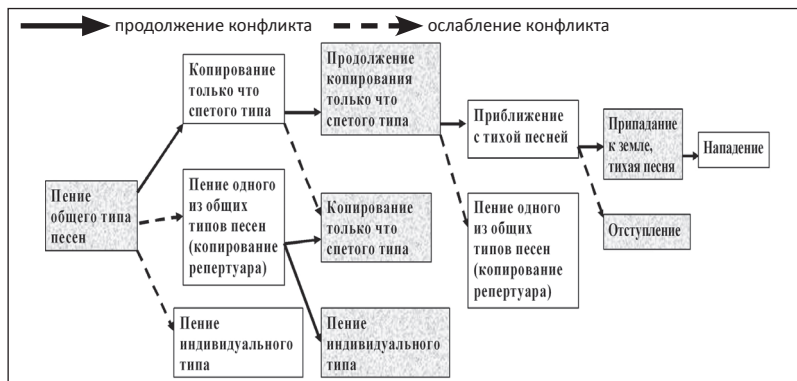 продолжение конфликта
ослабление конфликта
Копирование
только что
спетого типа
Продолжение
копирования
только что
спетого типа
Приближение
с тихой песней
Припадание
к земле,
тихая песня
Нападение
Пение
общего типа
песен
Пение одного
из общих
типов песен
(копирование
репертуара)
Копирование
только что
спетого типа
Пение одного
из общих
типов песен
(копирование
репертуара)
Отступление
Пение
индивидуального
типа
Пение
индивидуального
типа